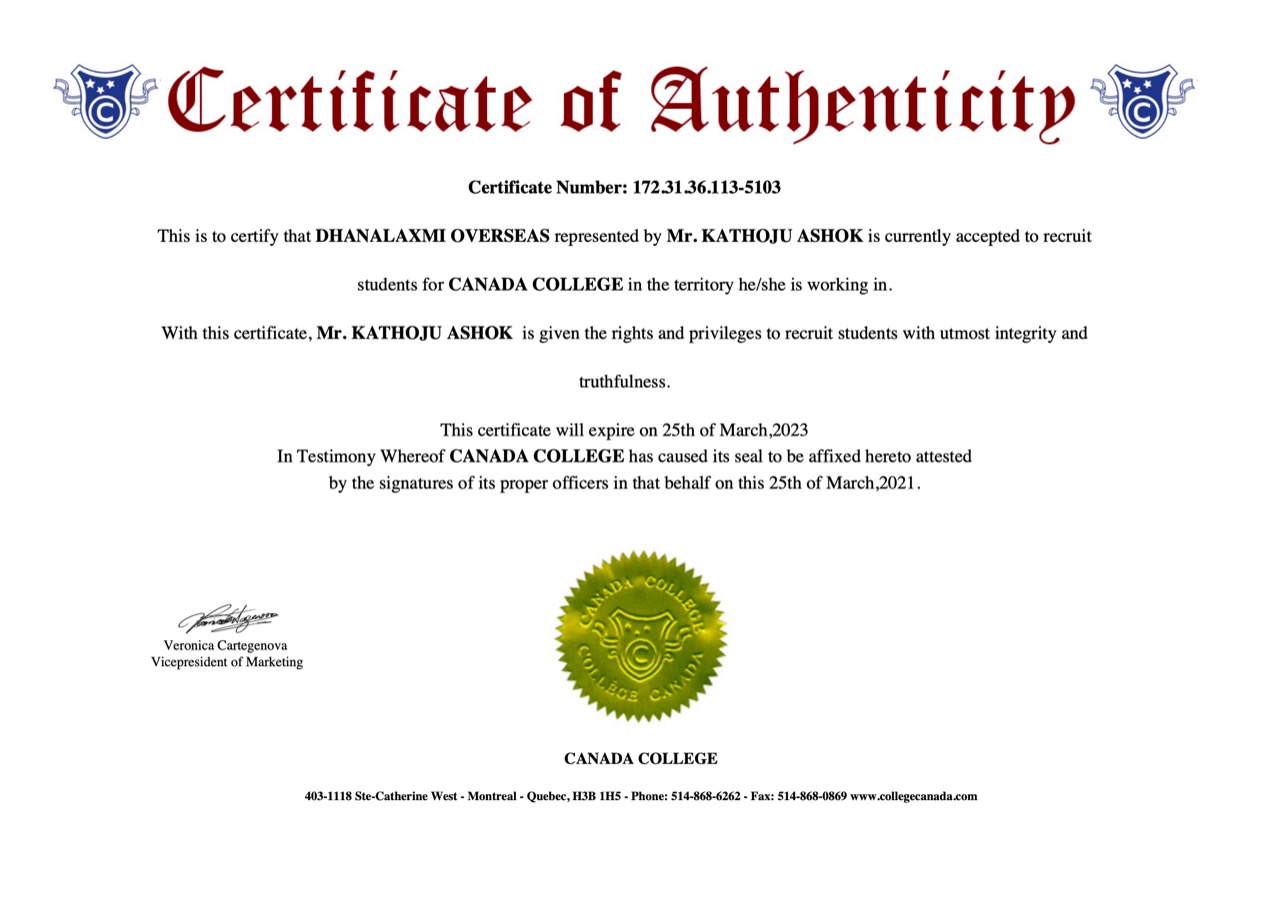 Certificate of Authenticity
Certificate Number: 172.31.36.113-5103
This is to certify that DHANALAXMI OVERSEAS represented by Mr. KATHOJU ASHOK is currently accepted to recruit
students for CANADA COLLEGE in the territory he/she is working in.
With this certificate, Mr. KATHOJU ASHOK is given the rights and privileges to recruit students with utmost integrity and
truthfulness.
This certificate will expire on 25th of March,2023
In Testimony Whereof CANADA COLLEGE has caused its seal to be affixed hereto attested
by the signatures of its proper officers in that behalf on this 25th of March,2021.
CANADA COLLEGE
C
COLLÈGE CANADA
Veronica Cartegenova
Vicepresident of Marketing
CANADA COLLEGE
403-1118 Ste-Catherine West - Montreal - Quebec, H3B 1H5 - Phone: 514-868-6262 - Fax: 514-868-0869 www.collegecanada.com